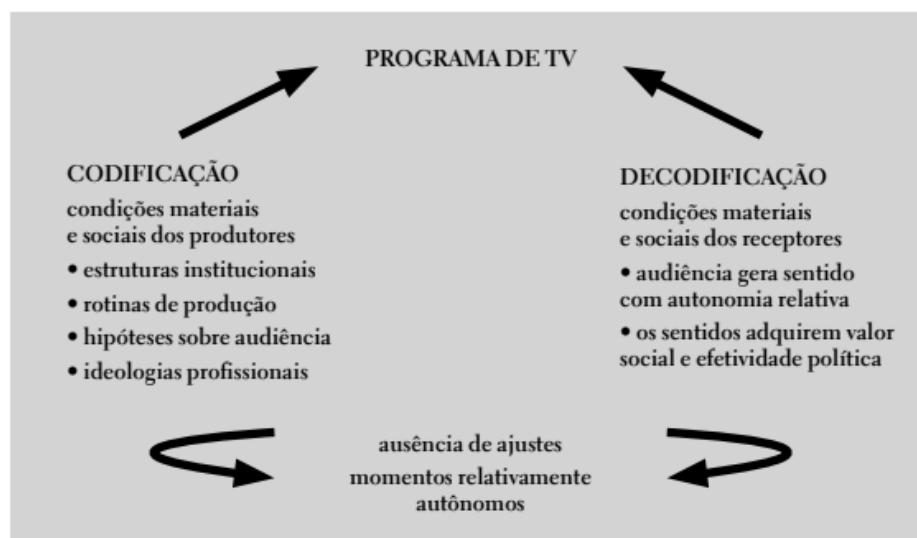 PROGRAMA DE TV
CODIFICAÇÃO
condições materiais
e sociais dos produtores
• estruturas institucionais
• rotinas de produção
• hipóteses sobre audiência
• ideologias profissionais
DECODIFICAÇÃO
condições materiais
e sociais dos receptores
• audiência gera sentido
com autonomia relativa
• os sentidos adquirem valor
social e efetividade política
ausência de ajustes
momentos relativamente
autônomos